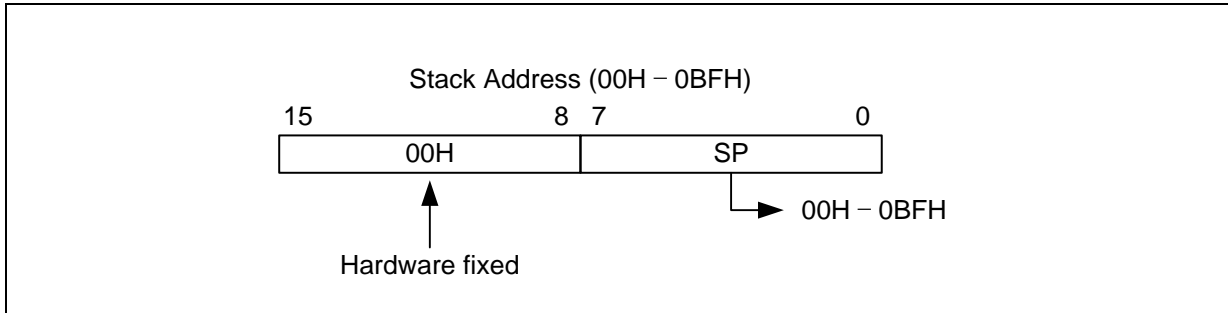 Stack Address (00H – 0BFH)
15 8 7 0
00H SP
00H – 0BFH
Hardware fixed